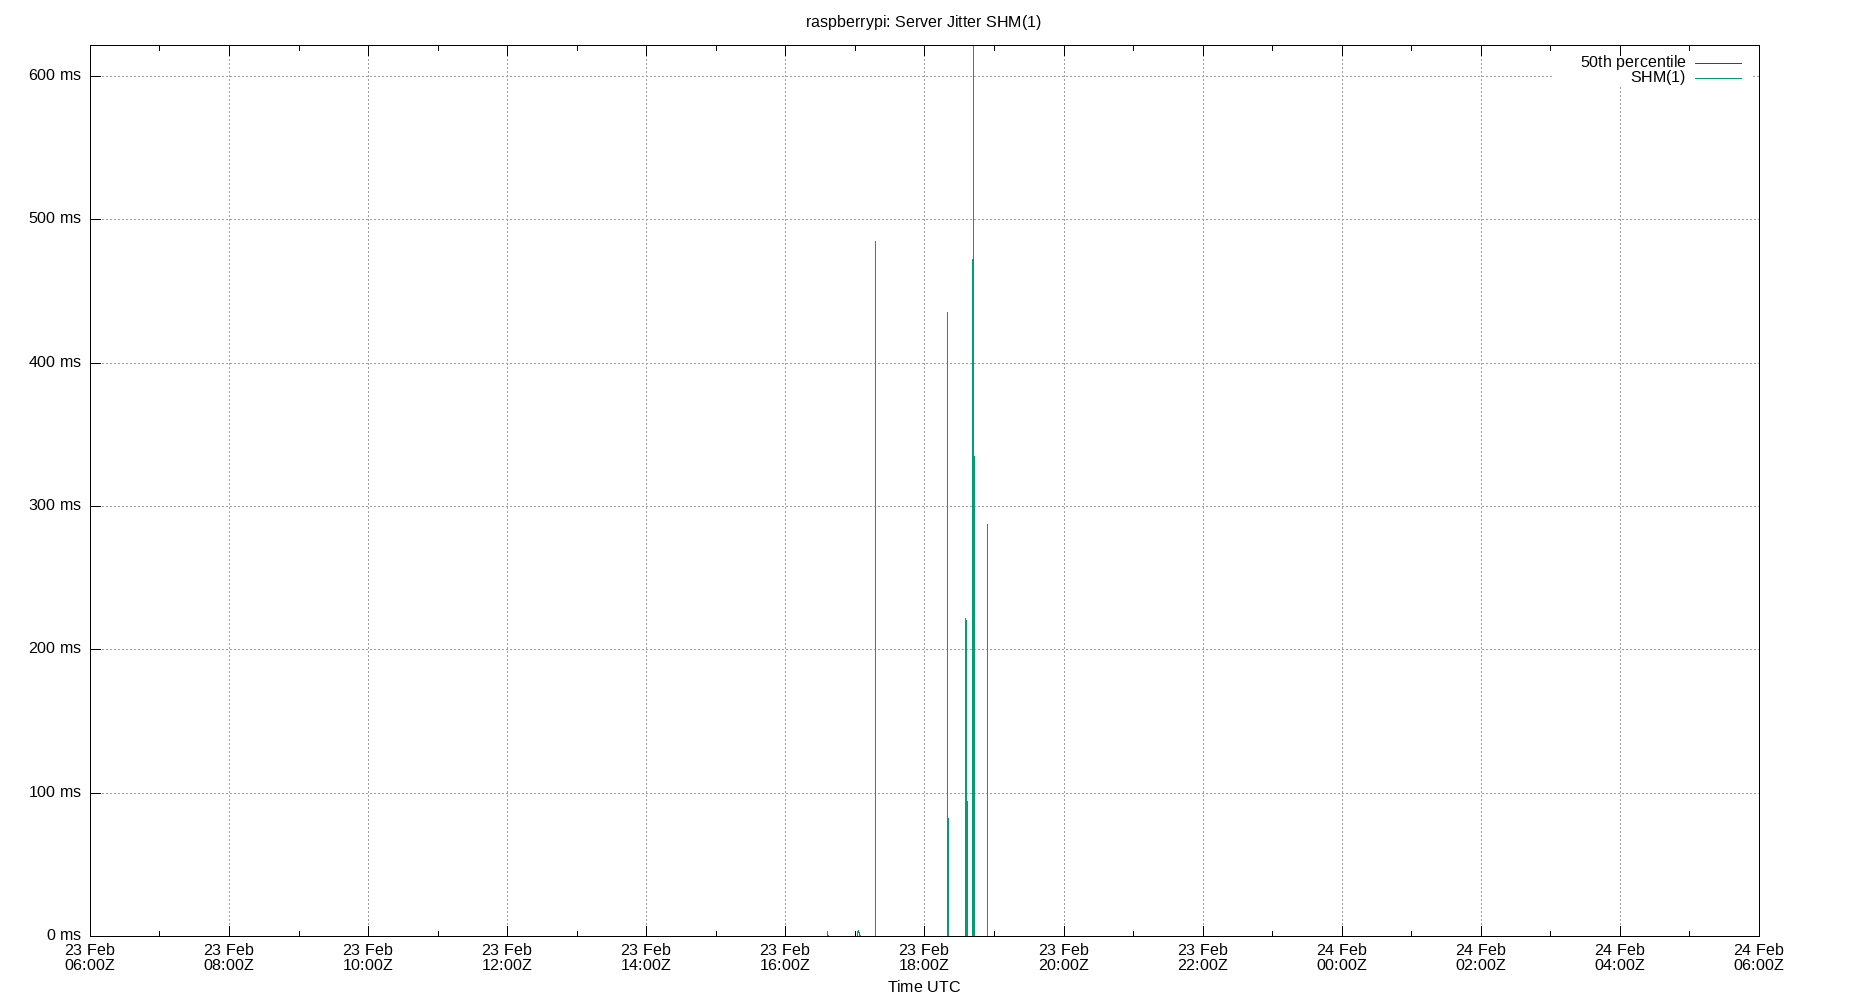 raspberrypi: Server Jitter SHM(1)
50th percentile
SHM(1)
600 ms
500 ms
400 ms
300 ms
200 ms
100 ms
0 ms
23 Feb 23 Feb 23 Feb 23 Feb 23 Feb 23 Feb 23 Feb 23 Feb 23 Feb 24 Feb 24 Feb 24 Feb 24 Feb
06:00Z 08:00Z 10:00Z 12:00Z 14:00Z 16:00Z 18:00Z 20:00Z 22:00Z 00:00Z 02:00Z 04:00Z 06:00Z
Time UTC